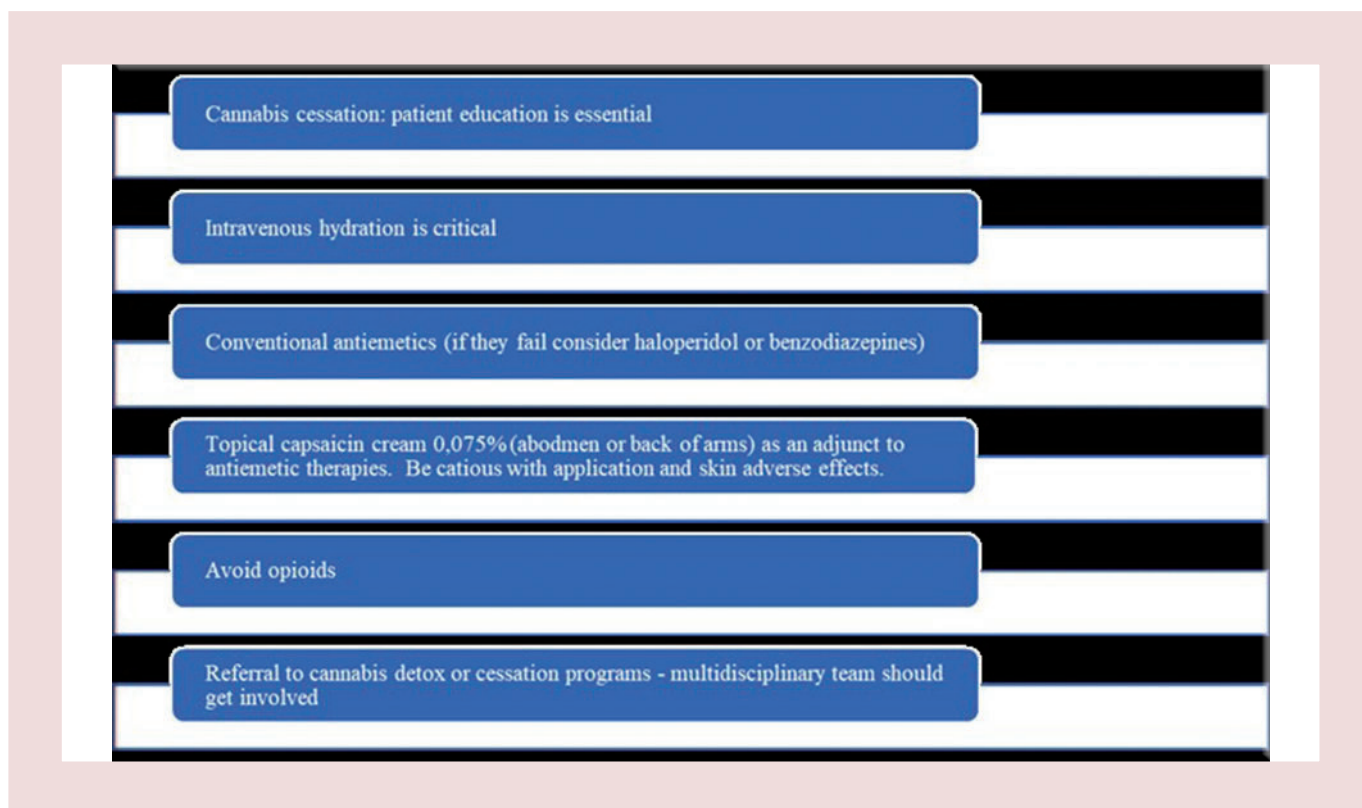 Cannabis cessation: patient education is essential
Intravenous hydration is critical
Conventional antiemetics (if they fail consider haloperidol or benzodiazepines)
Topical capsaicin cream 0,075% (abodmen or back of arms) as an adjunct to
antiemetic therapies. Be catious with application and skin adverse effects.
Avoid opioids
Referral to cannabis detox or cessation programs - multidisciplinary team should
get involved